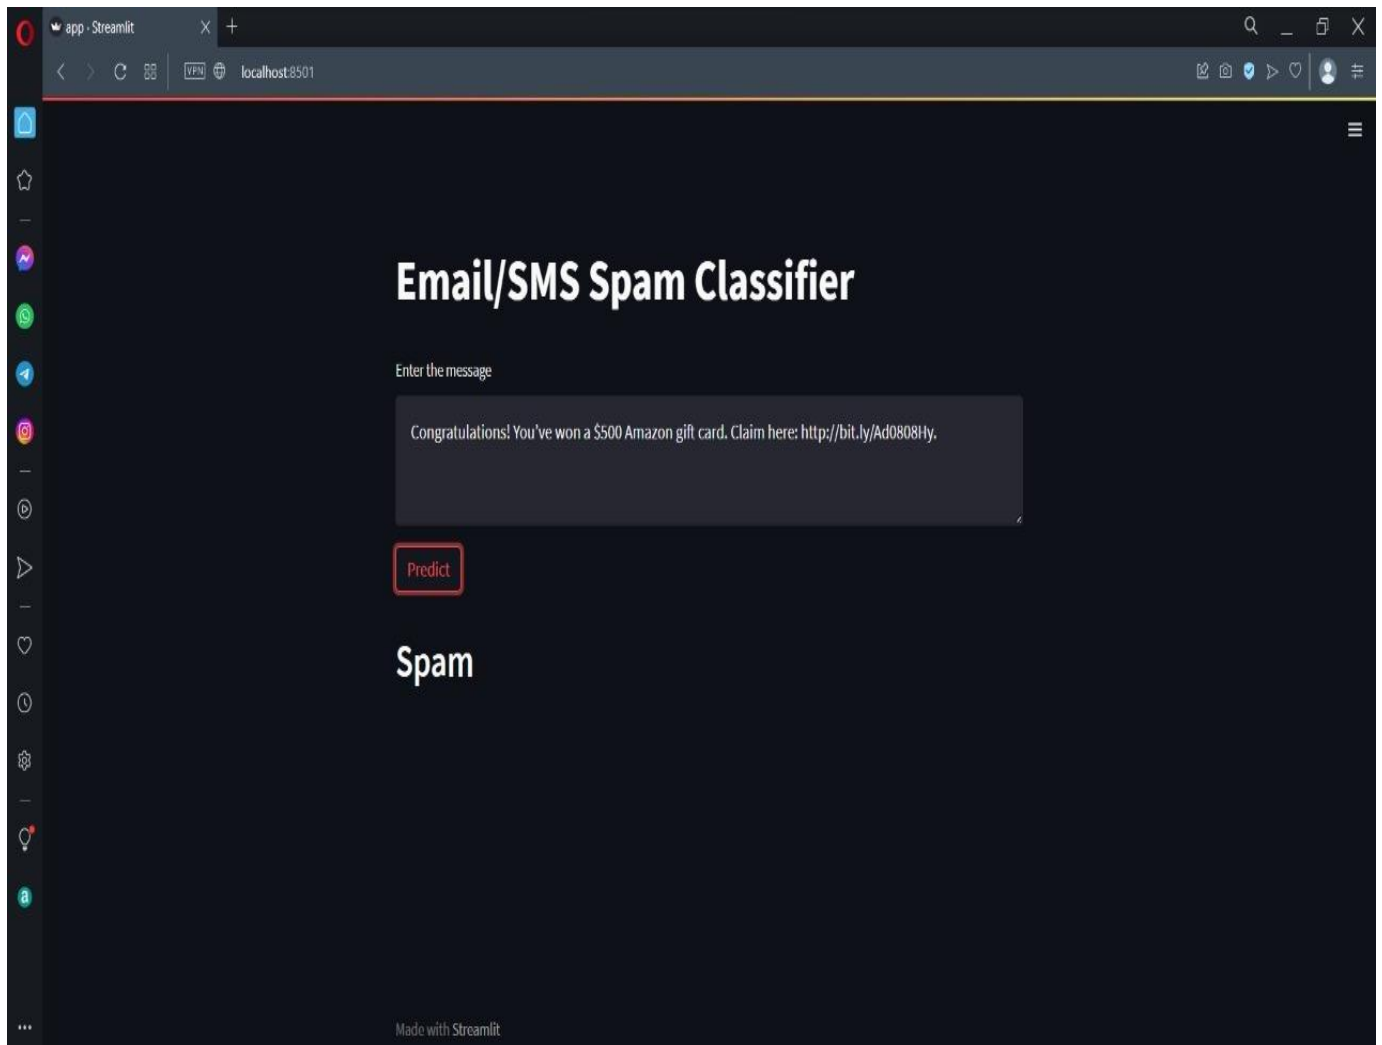 app · Streamlit
VPN
localhost:8501
Email/SMS Spam Classifier
Enter the message
Congratulations! You've won a $500 Amazon gift card. Claim here: http://bit.ly/Ad0808Hy.
Predict
Spam
a
Made with Streamlit